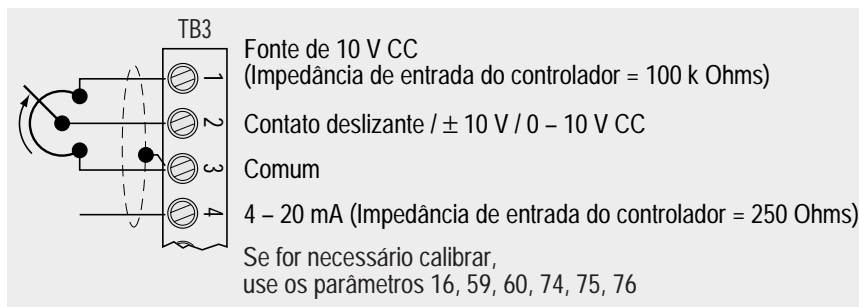 TB3
Fonte de 10 V CC
(Impedância de entrada do controlador = 100 k Ohms)
1
2
Contato deslizante / ± 10 V / 0 – 10 V CC
3
Comum
4
4 – 20 mA (Impedância de entrada do controlador = 250 Ohms)
Se for necessário calibrar,
use os parâmetros 16, 59, 60, 74, 75, 76